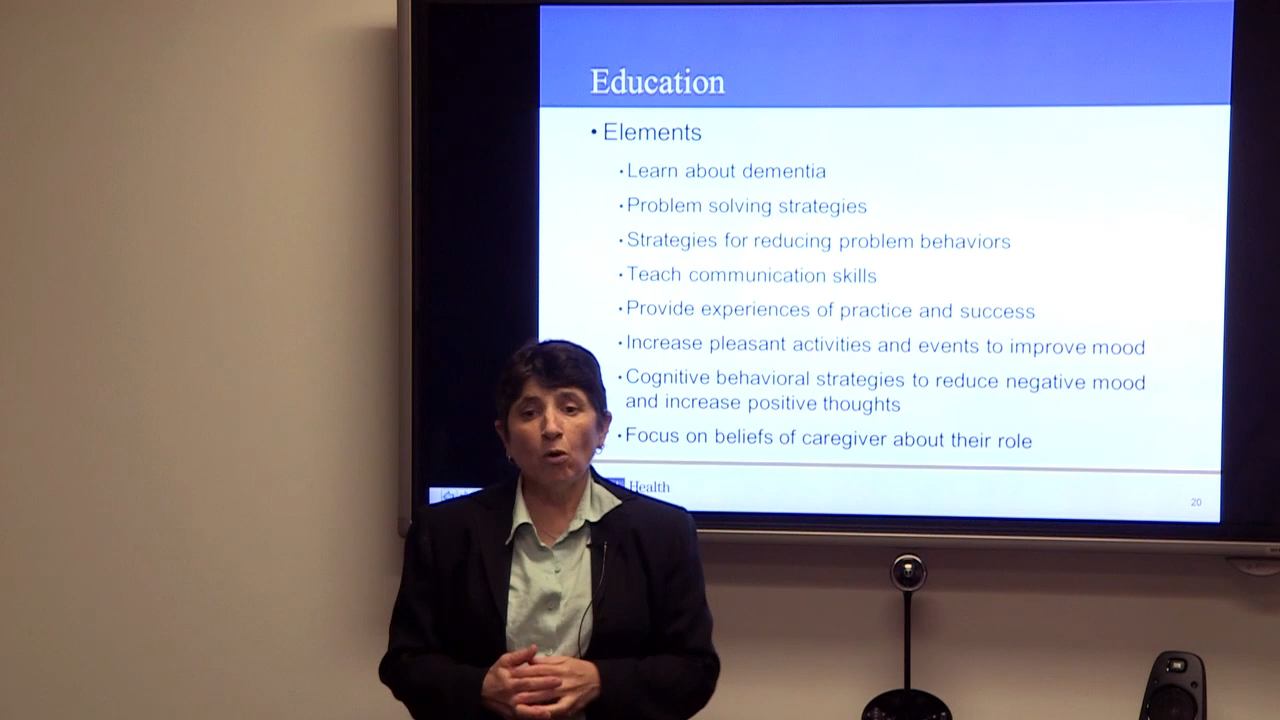 Education
• Elements
• Learn about dementia
• Problem solving strategies
• Strategies for reducing problem behaviors
• Teach communication skills
• Provide experiences of practice and success
• Increase pleasant activities and events to improve mood
• Cognitive behavioral strategies to reduce negative mood
and increase positive thoughts
• Focus on beliefs of caregiver about their role
Health
20